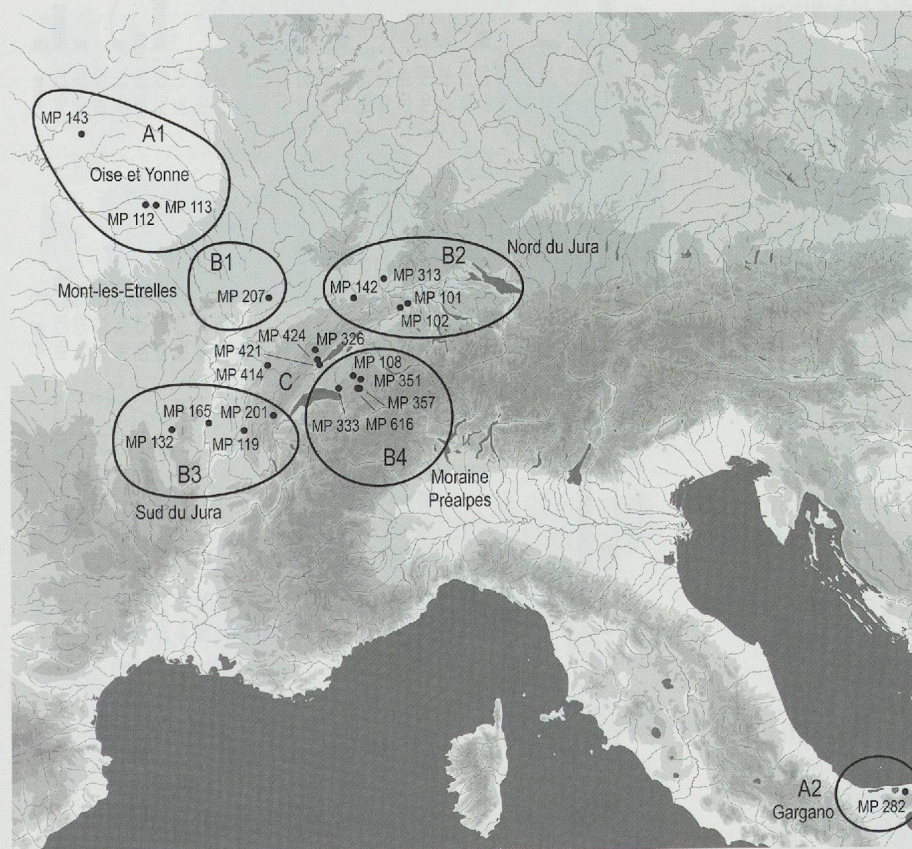 MP 143
A1
Oise et Yonne
MP 112
MP 113
B1
Mont-les-Etrelles
MP 207
B2
Nord du Jura
MP 313
MP 142
MP 101
MP 102
MP 424
MP 326
MP 421
MP 414
C
MP 108
MP 351
MP 357
MP 333
MP 616
B4
Moraine
Préalpes
MP 165
MP 201
MP 132
MP 119
B3
Sud du Jura
A2
Gargano
MP 282